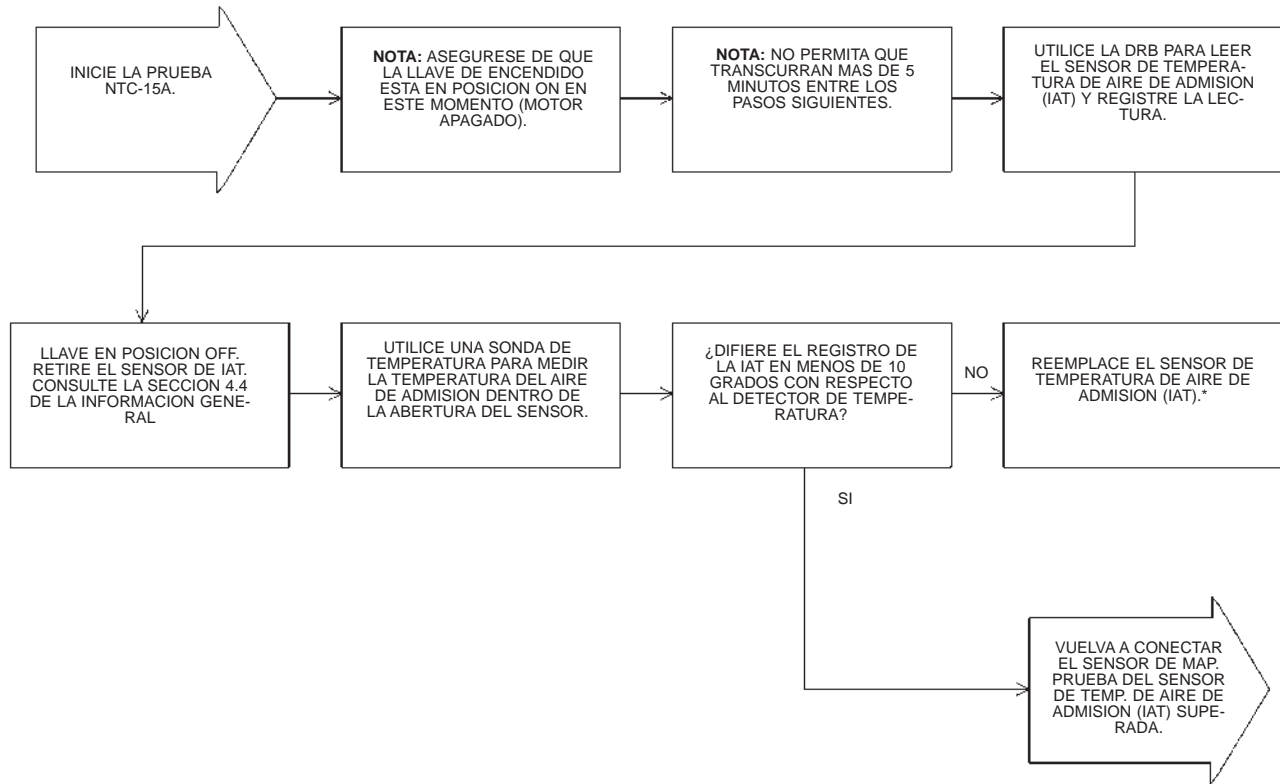 INICIE LA PRUEBA
NTC-15A.
NOTA: ASEGURESE DE QUE
LA LLAVE DE ENCENDIDO
ESTA EN POSICION ON EN
ESTE MOMENTO (MOTOR
APAGADO).
NOTA: NO PERMITA QUE
TRANSCURRAN MAS DE 5
MINUTOS ENTRE LOS
PASOS SIGUIENTES.
UTILICE LA DRB PARA LEER
EL SENSOR DE TEMPERA-
TURA DE AIRE DE ADMISION
(IAT) Y REGISTRE LA LEC-
TURA.
LLAVE EN POSICION OFF.
RETIRE EL SENSOR DE IAT.
CONSULTE LA SECCION 4.4
DE LA INFORMACION GENE-
RAL
UTILICE UNA SONDA DE
TEMPERATURA PARA MEDIR
LA TEMPERATURA DEL AIRE
DE ADMISION DENTRO DE
LA ABERTURA DEL SENSOR.
¿DIFIERE EL REGISTRO DE
LA IAT EN MENOS DE 10
GRADOS CON RESPECTO
AL DETECTOR DE TEMPE-
RATURA?
NO
REEMPLACE EL SENSOR DE
TEMPERATURA DE AIRE DE
ADMISION (IAT).*
SI
VUELVA A CONECTAR
EL SENSOR DE MAP.
PRUEBA DEL SENSOR
DE TEMP. DE AIRE DE
ADMISION (IAT) SUPE-
RADA.